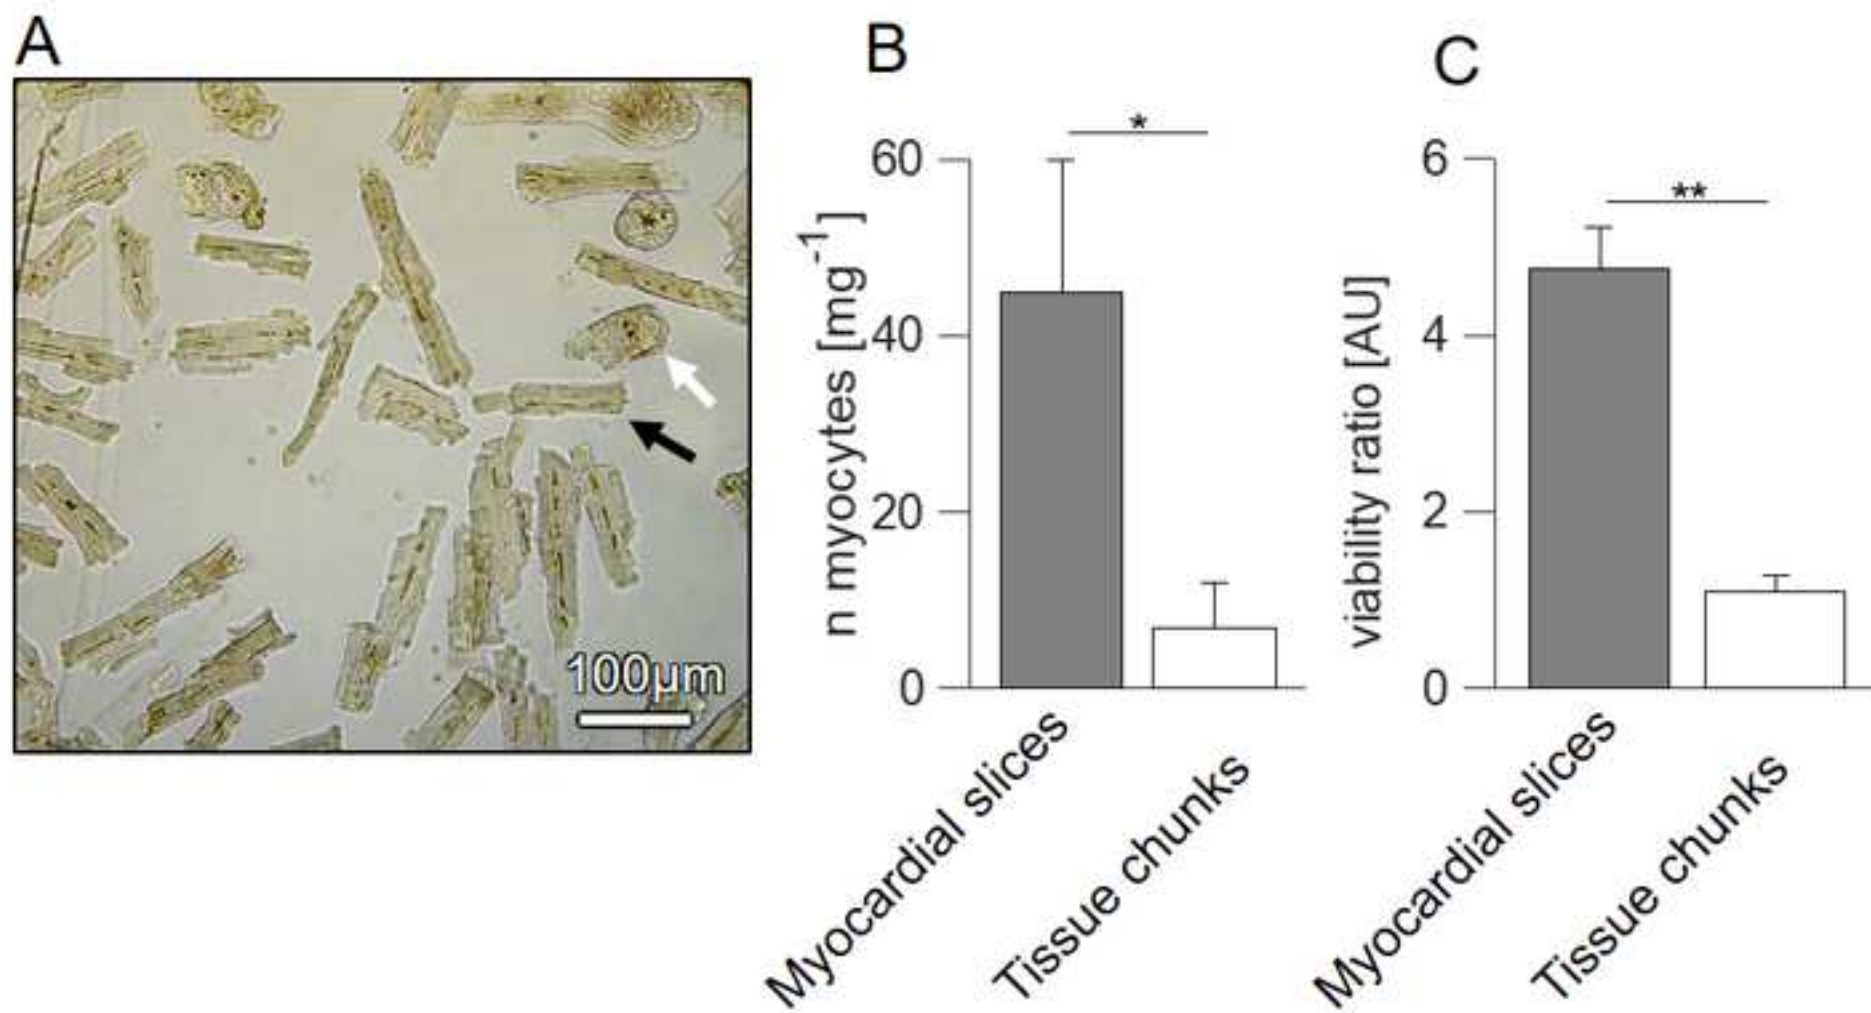 A
100µm
B
*
60
40
20
0
n myocytes [mg⁻¹]
Myocardial slices
Tissue chunks
C
**
6
4
2
0
viability ratio [AU]
Myocardial slices
Tissue chunks